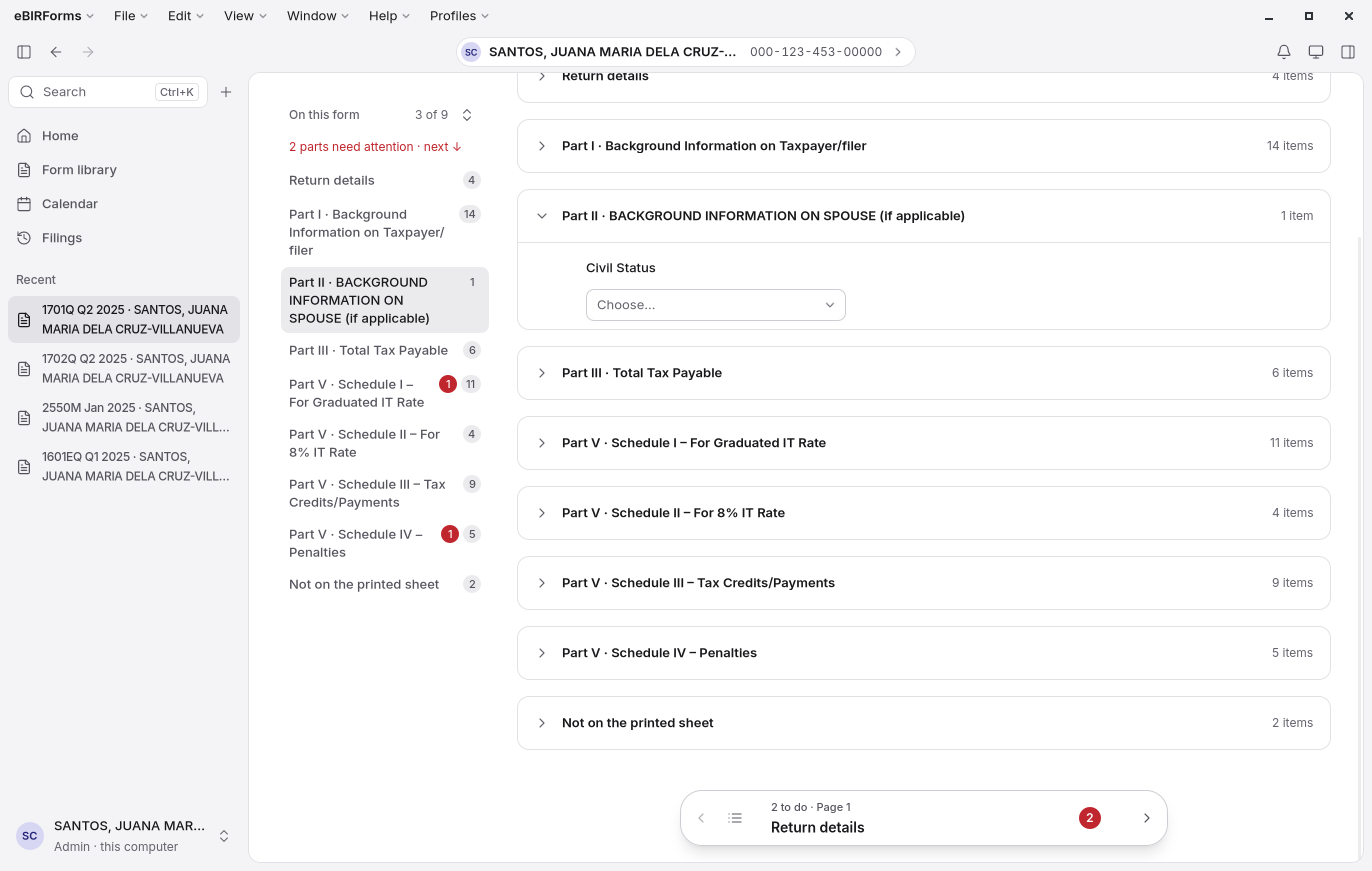 eBIRForms File Edit View Window Help Profiles
SC SANTOS, JUANA MARIA DELA CRUZ-... 000-123-453-00000
Search Ctrl+K
Home
Form library
Calendar
Filings
Recent
1701Q Q2 2025 · SANTOS, JUANA
MARIA DELA CRUZ-VILLANUEVA
1702Q Q2 2025 · SANTOS, JUANA
MARIA DELA CRUZ-VILLANUEVA
2550M Jan 2025 · SANTOS,
JUANA MARIA DELA CRUZ-VILL...
1601EQ Q1 2025 · SANTOS,
JUANA MARIA DELA CRUZ-VILL...
SC SANTOS, JUANA MAR...
Admin · this computer
On this form 3 of 9
2 parts need attention · next ↓
Return details 4
Part I · Background 14
Information on Taxpayer/
filer
Part II · BACKGROUND 1
INFORMATION ON
SPOUSE (if applicable)
Part III · Total Tax Payable 6
Part V · Schedule I – 1 11
For Graduated IT Rate
Part V · Schedule II – For 4
8% IT Rate
Part V · Schedule III – Tax 9
Credits/Payments
Part V · Schedule IV – 1 5
Penalties
Not on the printed sheet 2
Return details 4 items
Part I · Background Information on Taxpayer/filer 14 items
Part II · BACKGROUND INFORMATION ON SPOUSE (if applicable) 1 item
Civil Status
Choose...
Part III · Total Tax Payable 6 items
Part V · Schedule I – For Graduated IT Rate 11 items
Part V · Schedule II – For 8% IT Rate 4 items
Part V · Schedule III – Tax Credits/Payments 9 items
Part V · Schedule IV – Penalties 5 items
Not on the printed sheet 2 items
2 to do · Page 1
Return details 2